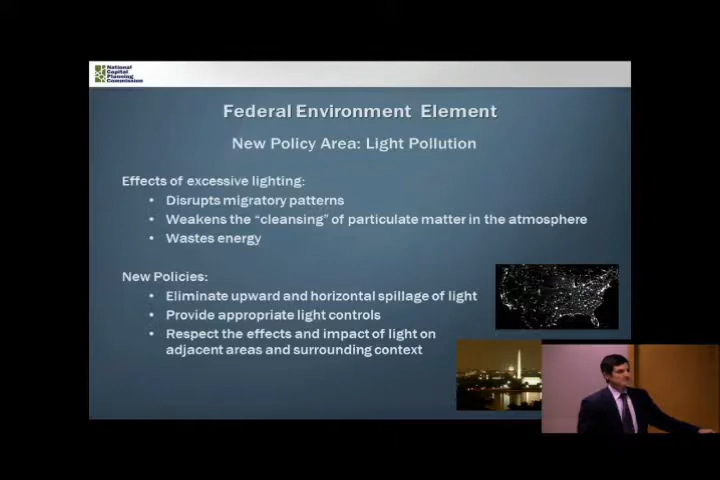 National
Capital
Planning
Commission
Federal Environment Element
New Policy Area: Light Pollution
Effects of excessive lighting:
• Disrupts migratory patterns
• Weakens the “cleansing” of particulate matter in the atmosphere
• Wastes energy
New Policies:
• Eliminate upward and horizontal spillage of light
• Provide appropriate light controls
• Respect the effects and impact of light on
adjacent areas and surrounding context